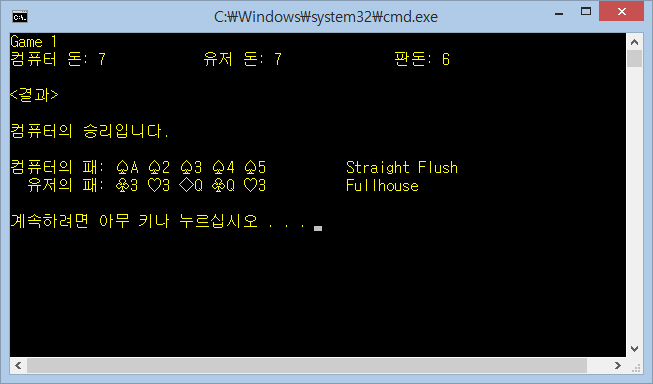 C:\Windows\system32\cmd.exe
Game 1
컴퓨터 돈: 7 유저 돈: 7 판돈: 6
<결과>
컴퓨터의 승리입니다.
컴퓨터의 패: ♤A ♤2 ♤3 ♤4 ♤5 Straight Flush
유저의 패: ♧3 ♡3 ◇Q ♧Q ♡3 Fullhouse
계속하려면 아무 키나 누르십시오 . . .